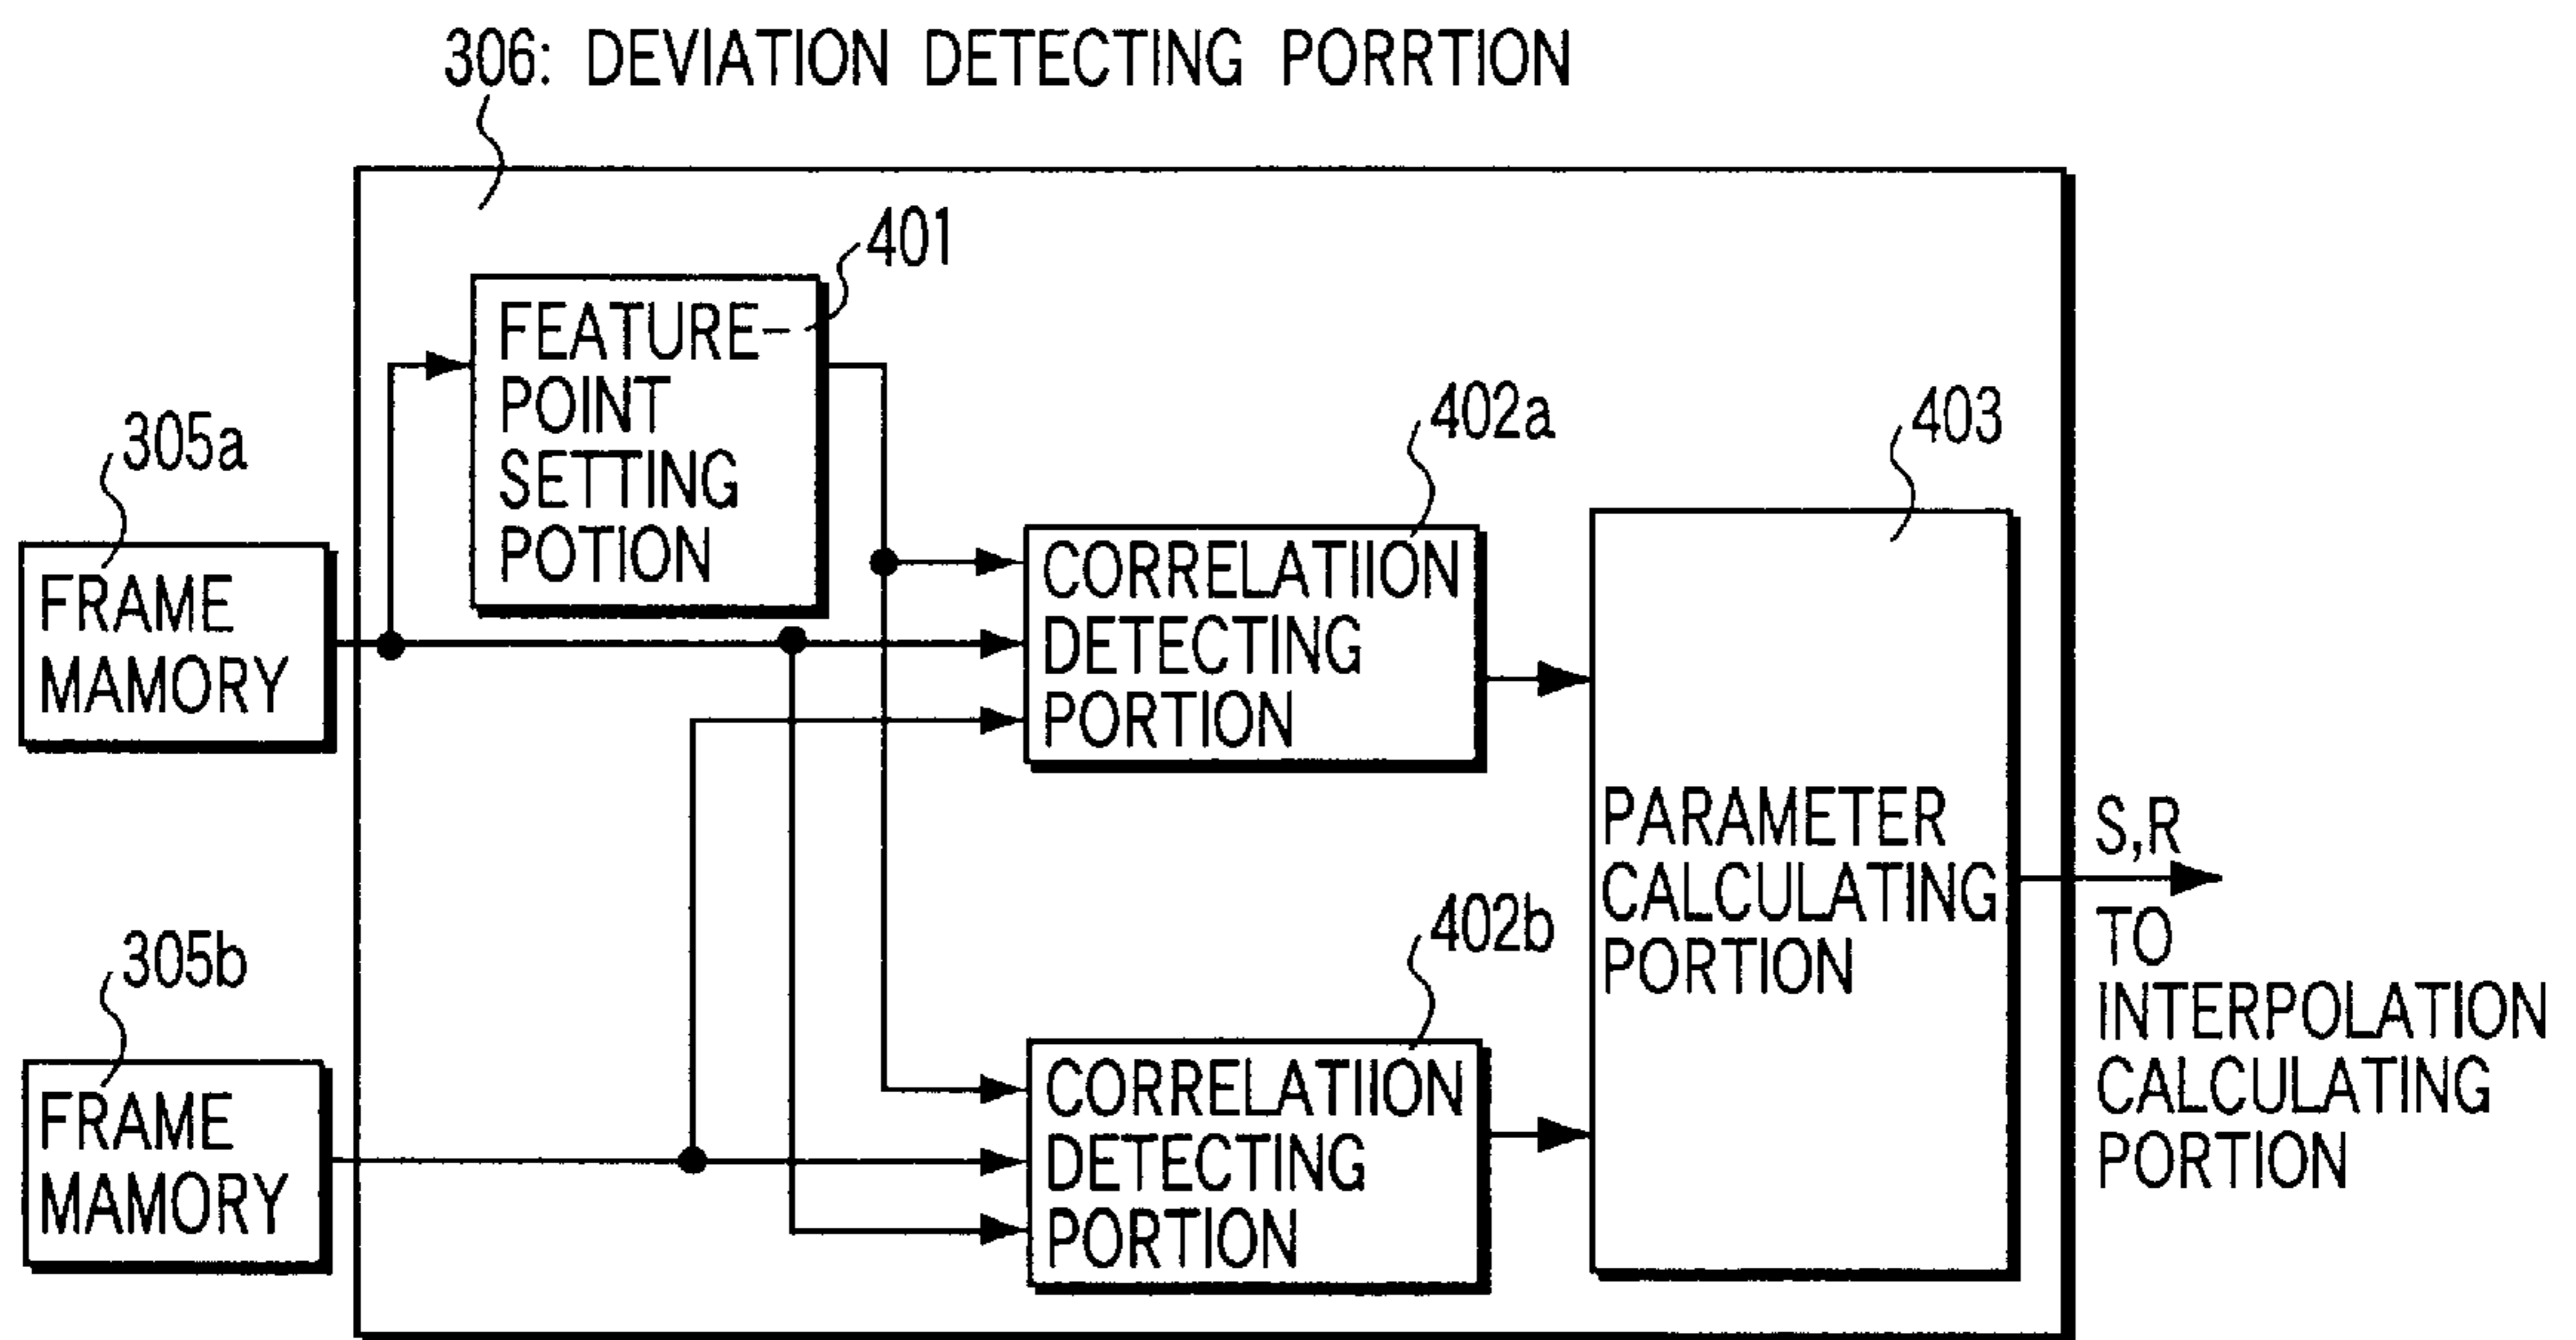 306: DEVIATION DETECTING PORRTION
401
FEATURE-
POINT
SETTING
POTION
305a
FRAME
MAMORY
402a
CORRELATIION
DETECTING
PORTION
403
PARAMETER
CALCULATING
PORTION
S,R
TO
INTERPOLATION
CALCULATING
PORTION
305b
FRAME
MAMORY
402b
CORRELATIION
DETECTING
PORTION